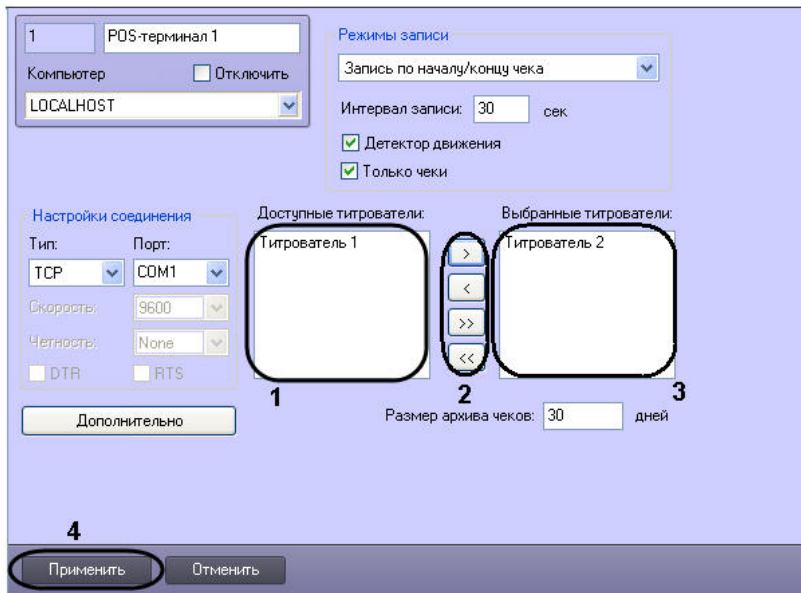 1 POS-терминал 1
Компьютер Отключить
LOCALHOST
Режимы записи
Запись по началу/концу чека
Интервал записи: 30 сек
Детектор движения
Только чеки
Настройки соединения
Тип: Порт:
TCP COM1
Скорость: 9600
Четность: None
DTR RTS
Дополнительно
Доступные титрователи:
Титрователь 1
1
>
<
>>
<<
2
Выбранные титрователи:
Титрователь 2
3
Размер архива чеков: 30 дней
4
Применить Отменить